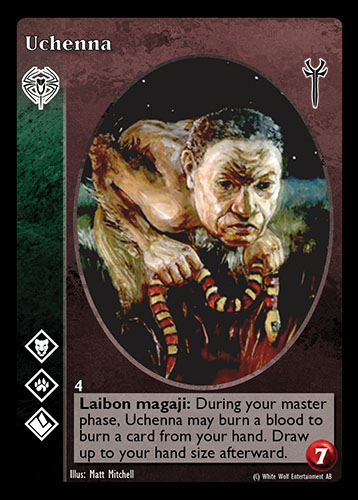 Uchenna
4
Laibon magaji: During your master
phase, Uchenna may burn a blood to
burn a card from your hand. Draw
up to your hand size afterward.
7
Illus: Matt Mitchell
(C) White Wolf Entertainment AB